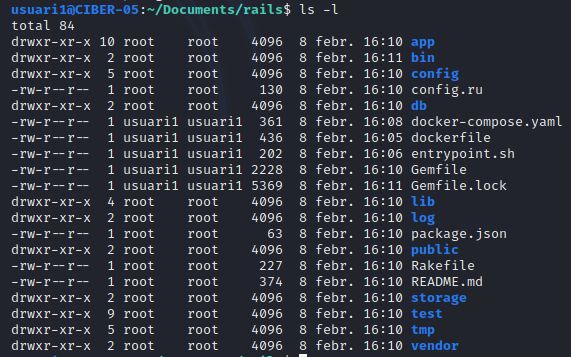 usuari1@CIBER-05:~/Documents/rails$ ls -l
total 84
drwxr-xr-x 10 root    root    4096  8 febr. 16:10 app
drwxr-xr-x  2 root    root    4096  8 febr. 16:11 bin
drwxr-xr-x  5 root    root    4096  8 febr. 16:10 config
-rw-r--r--  1 root    root     130  8 febr. 16:10 config.ru
drwxr-xr-x  2 root    root    4096  8 febr. 16:10 db
-rw-r--r--  1 usuari1 usuari1  361  8 febr. 16:08 docker-compose.yaml
-rw-r--r--  1 usuari1 usuari1  436  8 febr. 16:05 dockerfile
-rw-r--r--  1 usuari1 usuari1  202  8 febr. 16:06 entrypoint.sh
-rw-r--r--  1 usuari1 usuari1 2228  8 febr. 16:10 Gemfile
-rw-r--r--  1 usuari1 usuari1 5369  8 febr. 16:11 Gemfile.lock
drwxr-xr-x  4 root    root    4096  8 febr. 16:10 lib
drwxr-xr-x  2 root    root    4096  8 febr. 16:10 log
-rw-r--r--  1 root    root      63  8 febr. 16:10 package.json
drwxr-xr-x  2 root    root    4096  8 febr. 16:10 public
-rw-r--r--  1 root    root     227  8 febr. 16:10 Rakefile
-rw-r--r--  1 root    root     374  8 febr. 16:10 README.md
drwxr-xr-x  2 root    root    4096  8 febr. 16:10 storage
drwxr-xr-x  9 root    root    4096  8 febr. 16:10 test
drwxr-xr-x  5 root    root    4096  8 febr. 16:10 tmp
drwxr-xr-x  2 root    root    4096  8 febr. 16:10 vendor